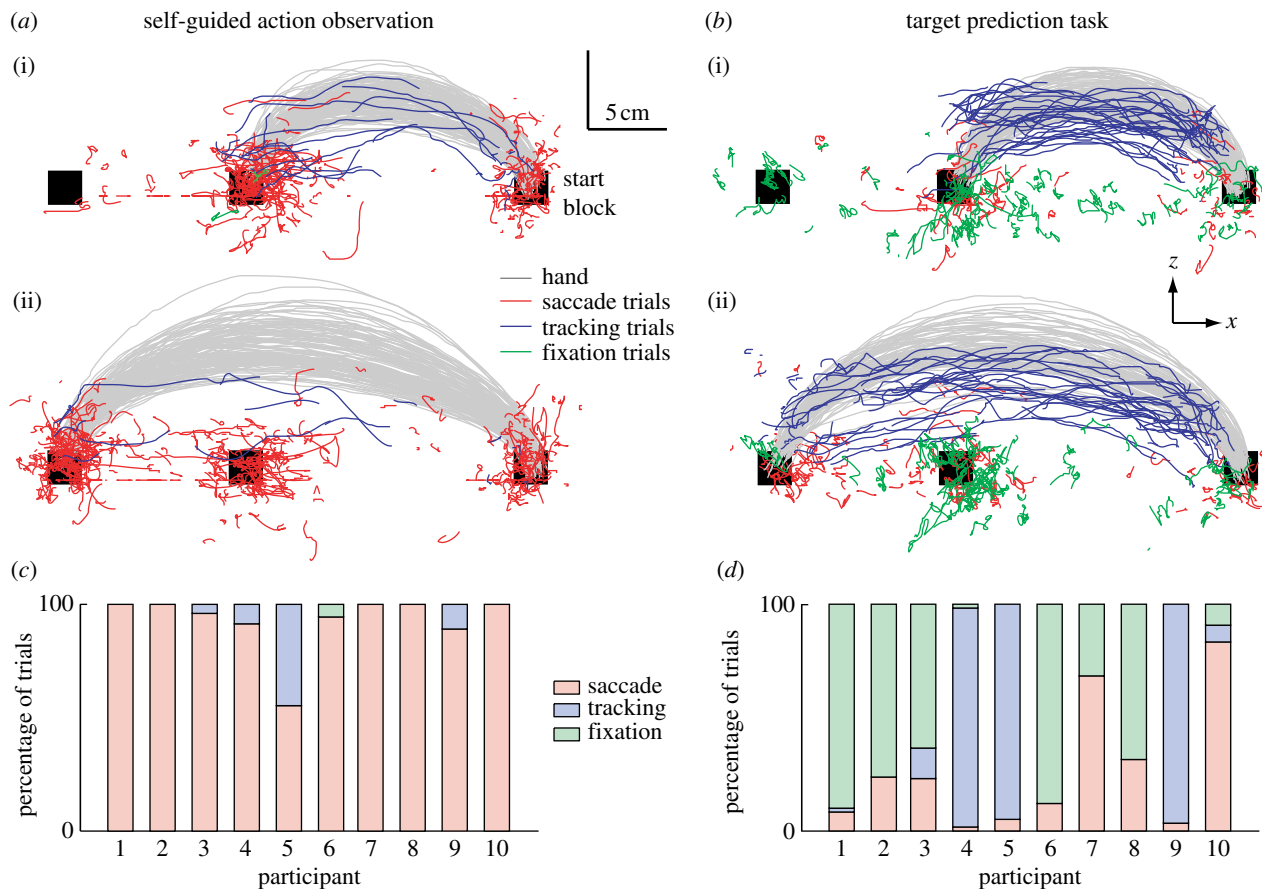 (a) self-guided action observation
(b) target prediction task
(i)
5 cm
start
block
(i)
(ii)
hand
saccade trials
tracking trials
fixation trials
z
x
(ii)
(c)
100
0
percentage of trials
1 2 3 4 5 6 7 8 9 10
participant
saccade
tracking
fixation
(d)
100
0
percentage of trials
1 2 3 4 5 6 7 8 9 10
participant